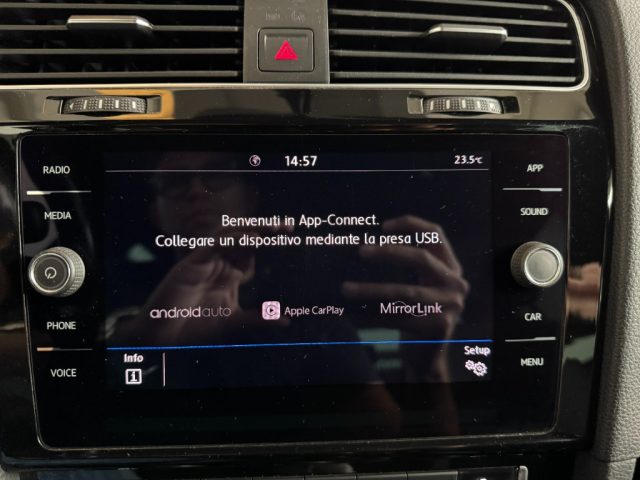 14:57
23.5°C
RADIO
APP
MEDIA
SOUND
Benvenuti in App-Connect.
Collegare un dispositivo mediante la presa USB.
androidauto
Apple CarPlay
MirrorLink
PHONE
CAR
VOICE
MENU
Info
Setup